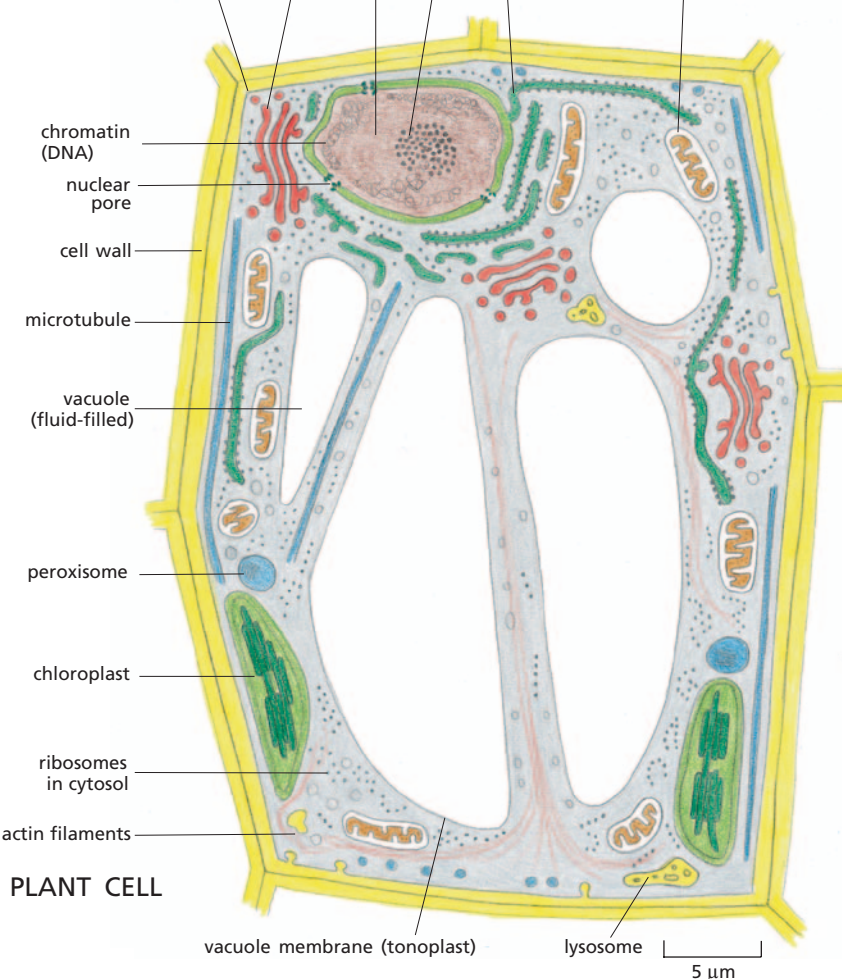 chromatin
(DNA)
nuclear
pore
cell wall
microtubule
vacuole
(fluid-filled)
peroxisome
chloroplast
ribosomes
in cytosol
actin filaments
PLANT CELL
vacuole membrane (tonoplast)
lysosome
5 μm